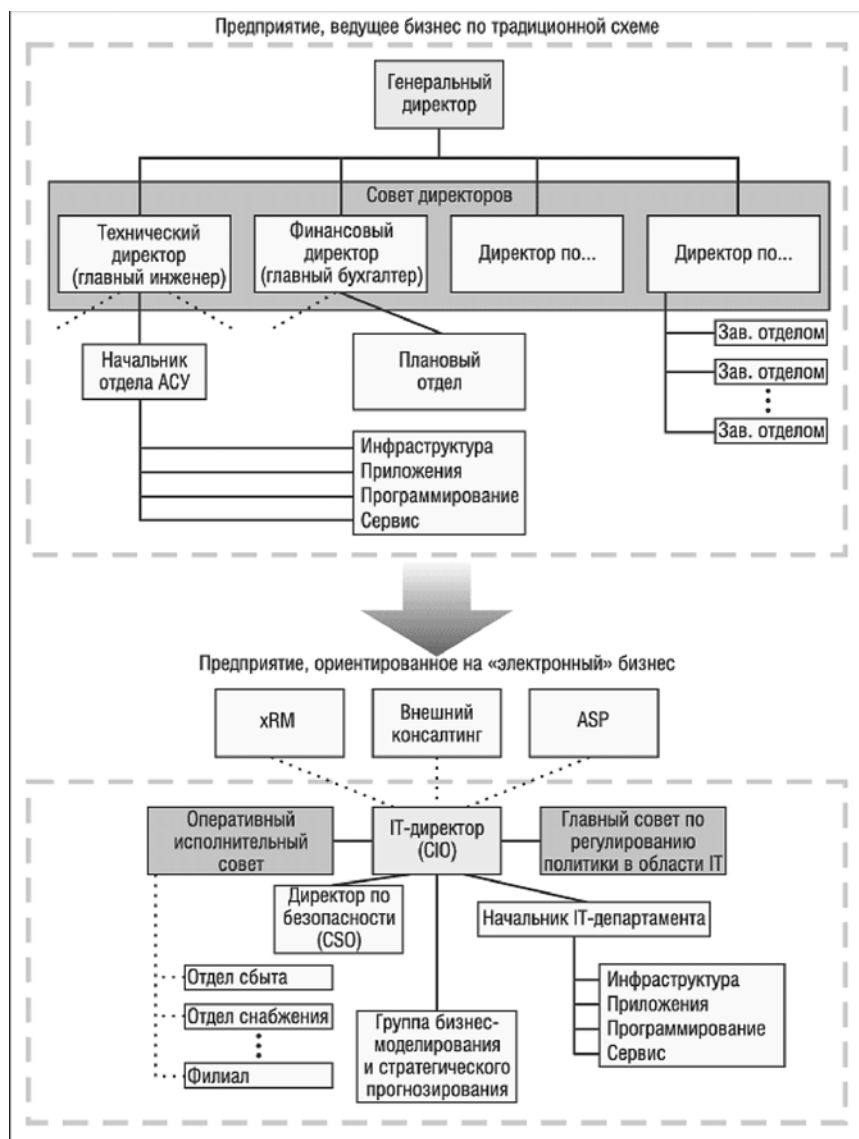 Предприятие, ведущее бизнес по традиционной схеме
Генеральный
директор
Совет директоров
Технический
директор
(главный инженер)
Финансовый
директор
(главный бухгалтер)
Директор по...
Директор по...
Начальник
отдела АСУ
Плановый
отдел
Зав. отделом
Зав. отделом
Зав. отделом
Инфраструктура
Приложения
Программирование
Сервис
Предприятие, ориентированное на «электронный» бизнес
xRM
Внешний
консалтинг
ASP
Оперативный
исполнительный
совет
IT-директор
(CIO)
Главный совет по
регулированию
политики в области IT
Директор по
безопасности
(CSO)
Начальник IT-департамента
Отдел сбыта
Отдел снабжения
Филиал
Группа бизнес-
моделирования
и стратегического
прогнозирования
Инфраструктура
Приложения
Программирование
Сервис